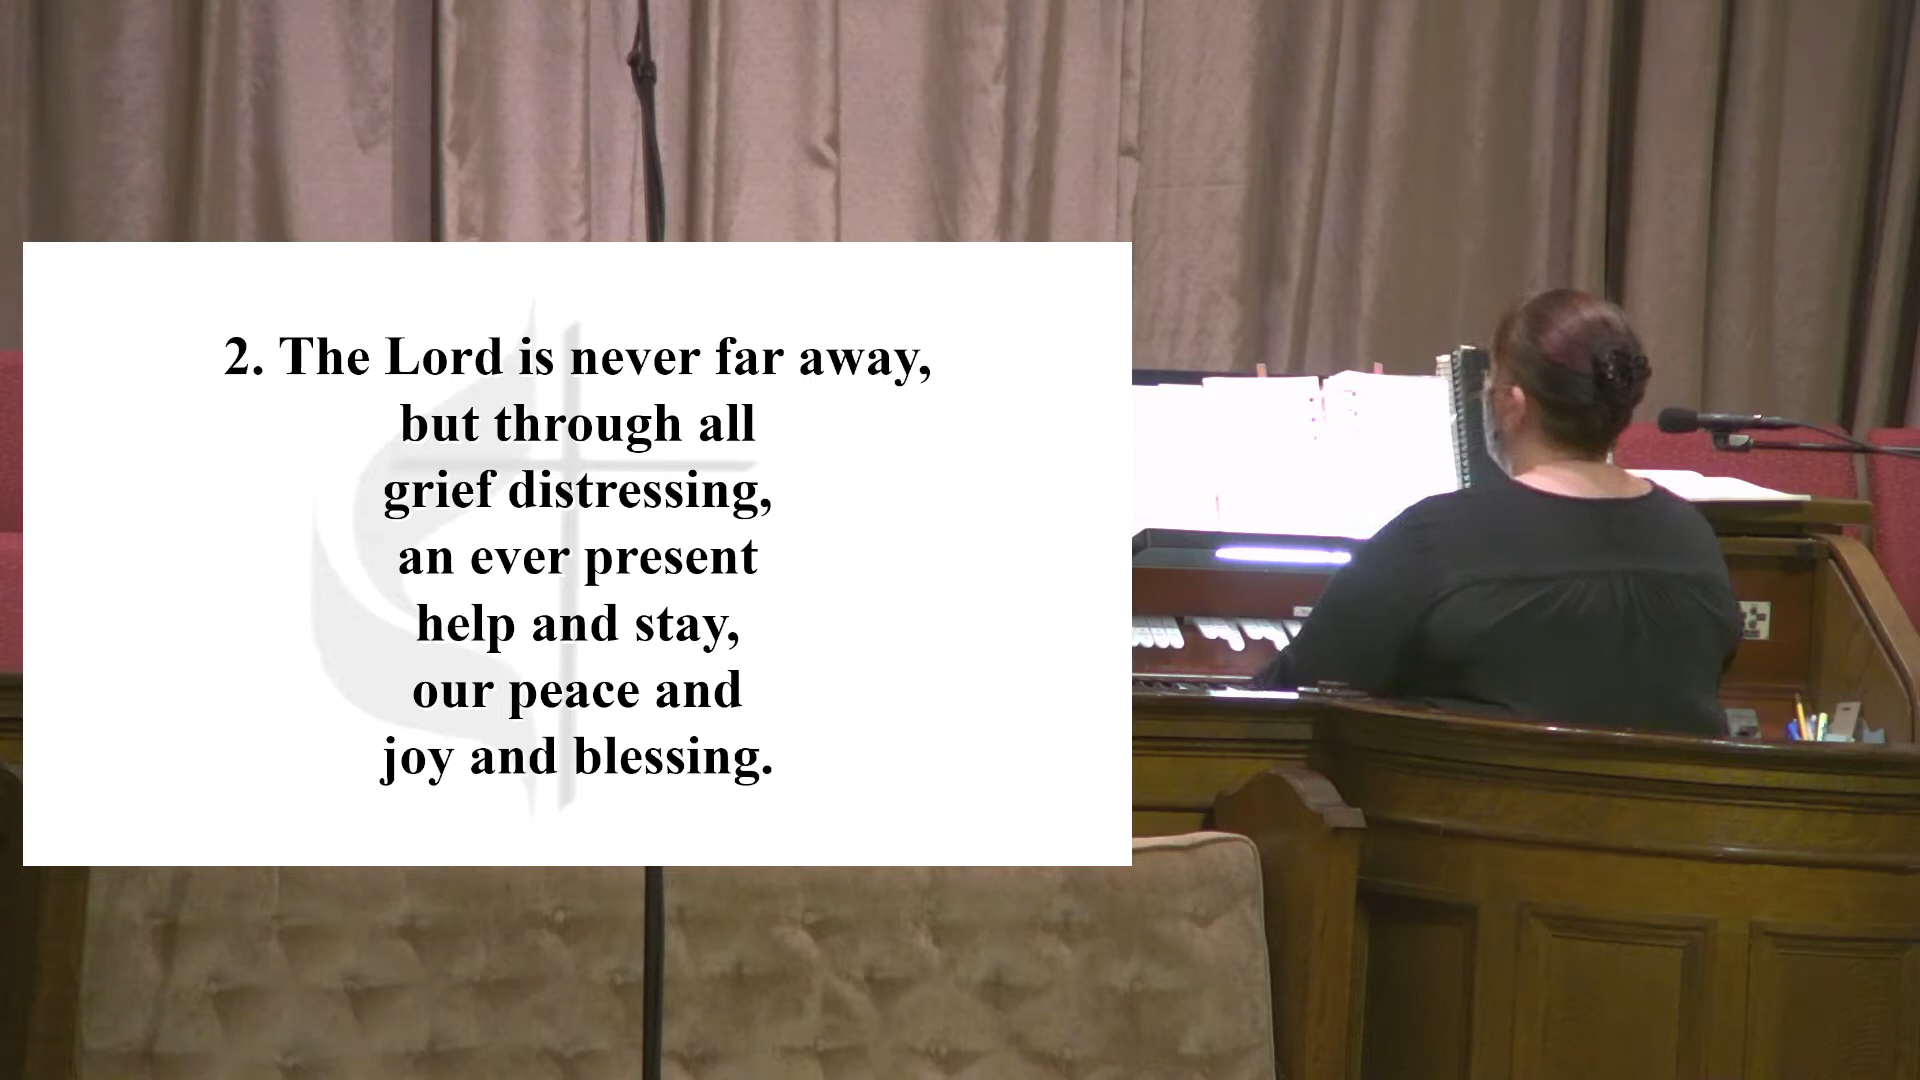 2. The Lord is never far away,
but through all
grief distressing,
an ever present
help and stay,
our peace and
joy and blessing.